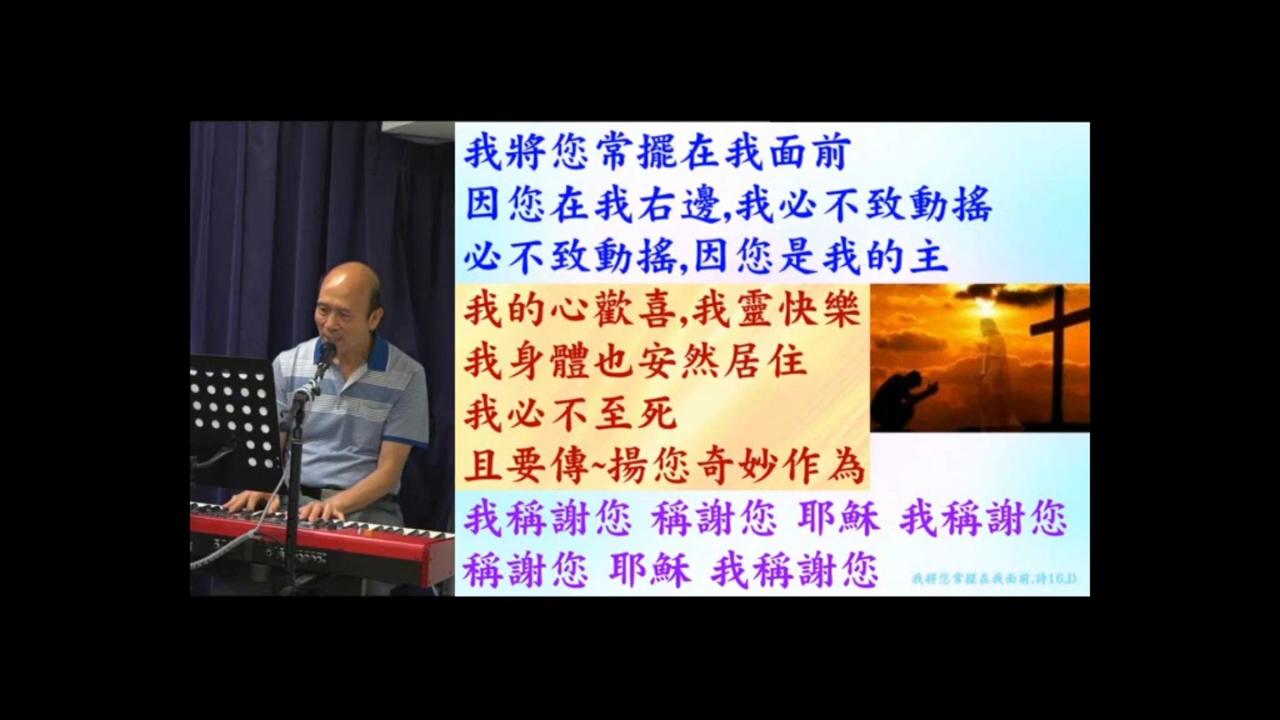 我將您常擺在我面前
因您在我右邊,我必不致動搖
必不致動搖,因您是我的主
我的心歡喜,我靈快樂
我身體也安然居住
我必不至死
且要傳~揚您奇妙作為
我稱謝您 稱謝您 耶穌 我稱謝您
稱謝您 耶穌 我稱謝您
我將您常擺在我面前,詩16,D